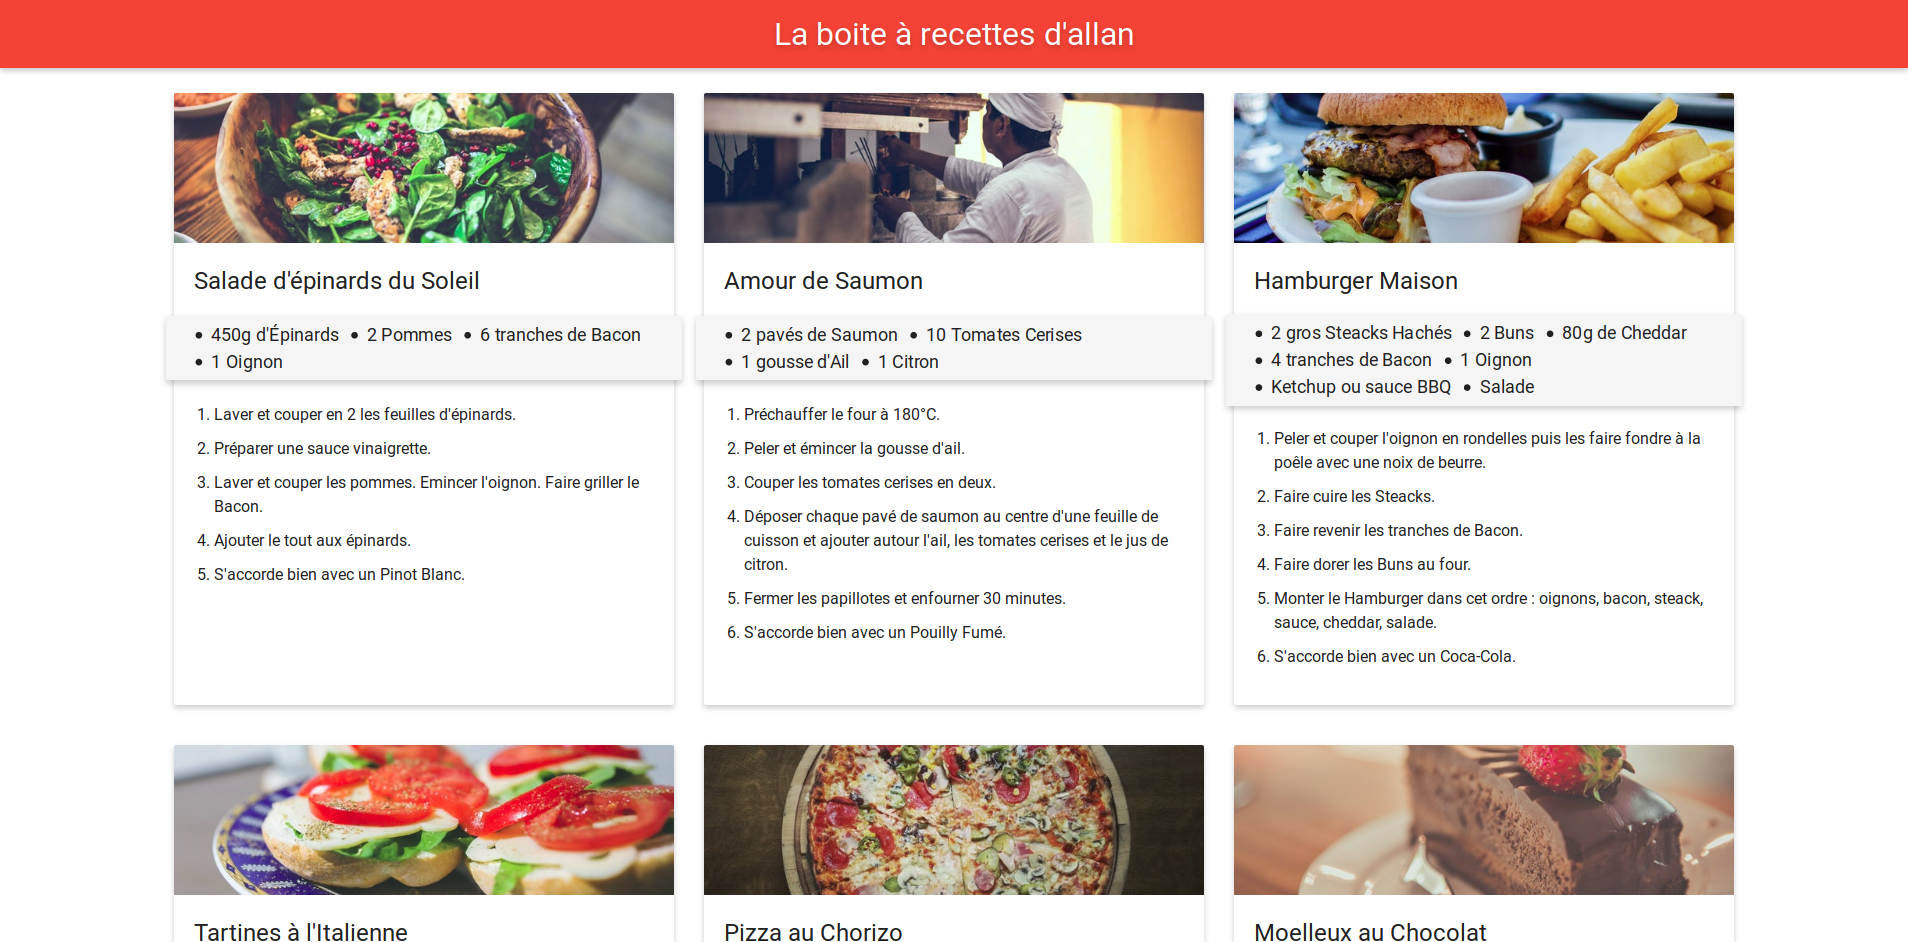 La boite à recettes d'allan
Salade d'épinards du Soleil
• 450g d'Épinards • 2 Pommes • 6 tranches de Bacon
• 1 Oignon
1. Laver et couper en 2 les feuilles d'épinards.
2. Préparer une sauce vinaigrette.
3. Laver et couper les pommes. Emincer l'oignon. Faire griller le
Bacon.
4. Ajouter le tout aux épinards.
5. S'accorde bien avec un Pinot Blanc.
Amour de Saumon
• 2 pavés de Saumon • 10 Tomates Cerises
• 1 gousse d'Ail • 1 Citron
1. Préchauffer le four à 180°C.
2. Peler et émincer la gousse d'ail.
3. Couper les tomates cerises en deux.
4. Déposer chaque pavé de saumon au centre d'une feuille de
cuisson et ajouter autour l'ail, les tomates cerises et le jus de
citron.
5. Fermer les papillotes et enfourner 30 minutes.
6. S'accorde bien avec un Pouilly Fumé.
Hamburger Maison
• 2 gros Steacks Hachés • 2 Buns • 80g de Cheddar
• 4 tranches de Bacon • 1 Oignon
• Ketchup ou sauce BBQ • Salade
1. Peler et couper l'oignon en rondelles puis les faire fondre à la
poêle avec une noix de beurre.
2. Faire cuire les Steacks.
3. Faire revenir les tranches de Bacon.
4. Faire dorer les Buns au four.
5. Monter le Hamburger dans cet ordre : oignons, bacon, steack,
sauce, cheddar, salade.
6. S'accorde bien avec un Coca-Cola.
Tartines à l'Italienne
Pizza au Chorizo
Moelleux au Chocolat